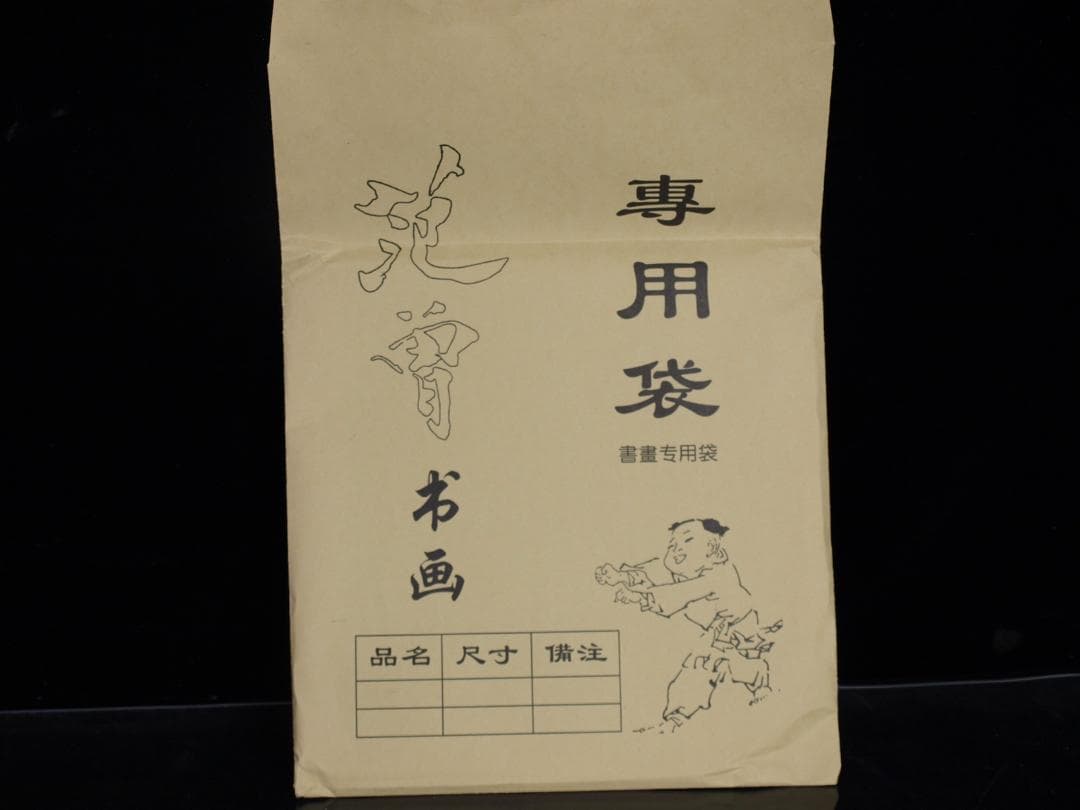 專用袋
書畫专用袋
范曾
书画
品名 尺寸 備注